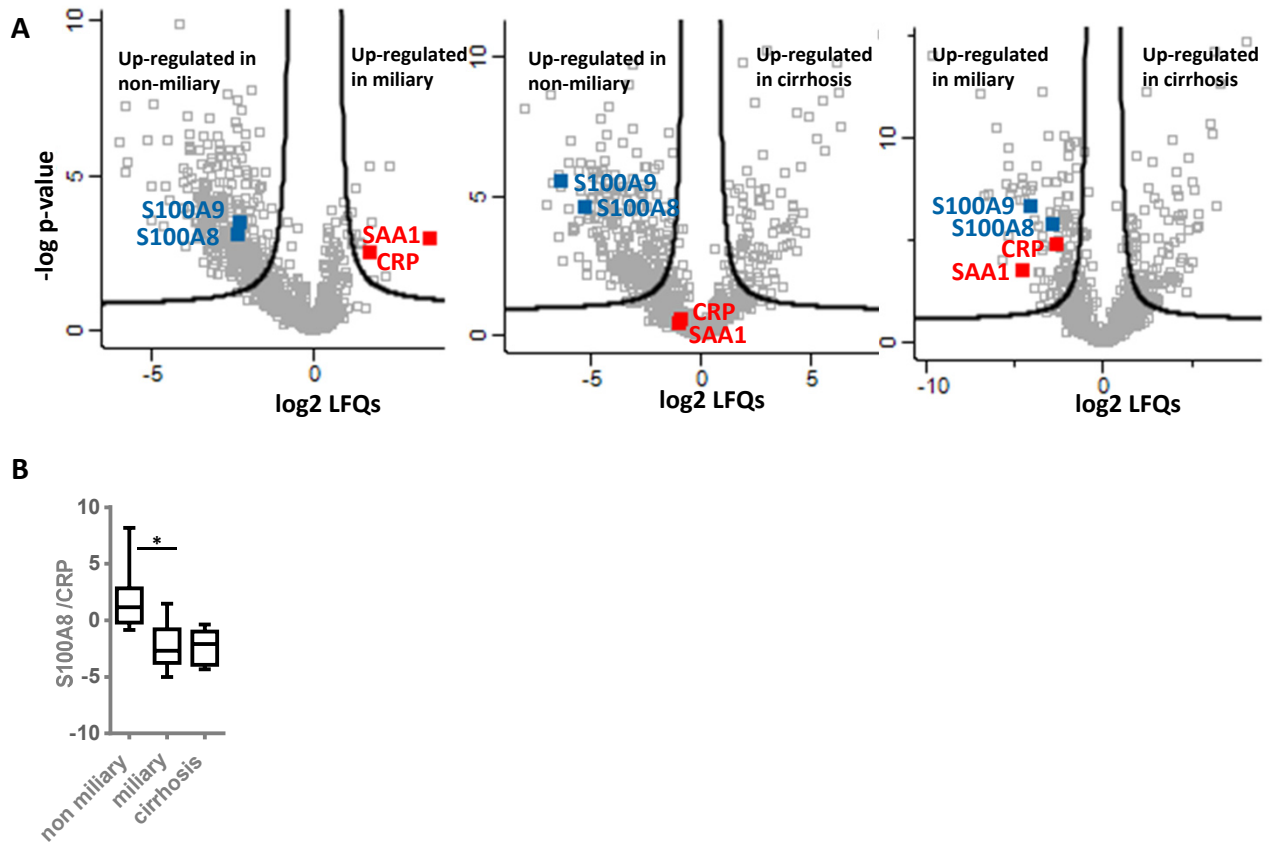 A
Up-regulated in
non-miliary
Up-regulated
in miliary
10
5
0
-log p-value
S100A9
S100A8
SAA1
CRP
-5
0
log2 LFQs
Up-regulated in
non-miliary
Up-regulated
in cirrhosis
10
5
0
S100A9
S100A8
CRP
SAA1
-5
0
5
log2 LFQs
Up-regulated
in miliary
Up-regulated
in cirrhosis
10
0
S100A9
S100A8
CRP
SAA1
-10
0
log2 LFQs
B
10
5
0
-5
-10
S100A8 /CRP
*
non miliary
miliary
cirrhosis